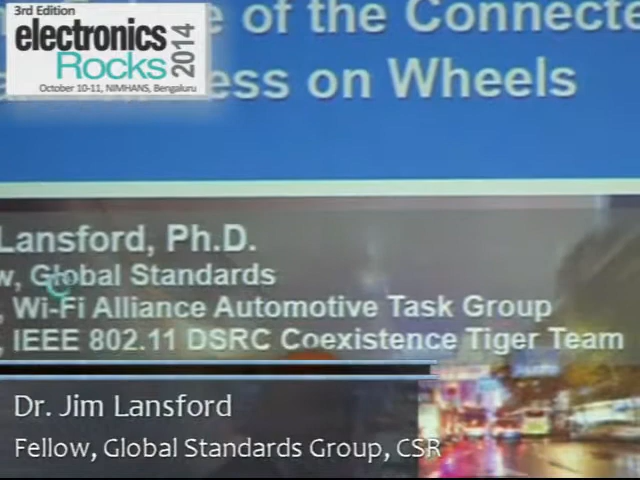 3rd Edition
electronics
Rocks
2014
October 10-11, NIMHANS, Bengaluru
of the Connecte
ess on Wheels
Lansford, Ph.D.
w, Global Standards
, Wi-Fi Alliance Automotive Task Group
, IEEE 802.11 DSRC Coexistence Tiger Team
Dr. Jim Lansford
Fellow, Global Standards Group, CSR